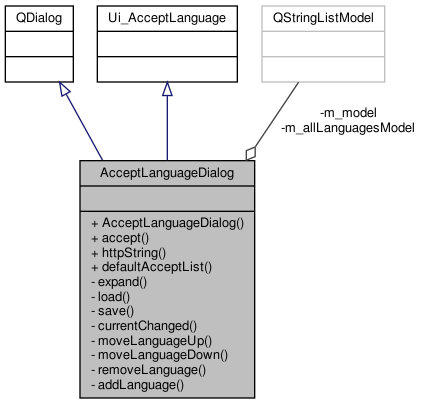 QDialog
Ui_AcceptLanguage
QStringListModel
-m_model
-m_allLanguagesModel
AcceptLanguageDialog
+ AcceptLanguageDialog()
+ accept()
+ httpString()
+ defaultAcceptList()
- expand()
- load()
- save()
- currentChanged()
- moveLanguageUp()
- moveLanguageDown()
- removeLanguage()
- addLanguage()